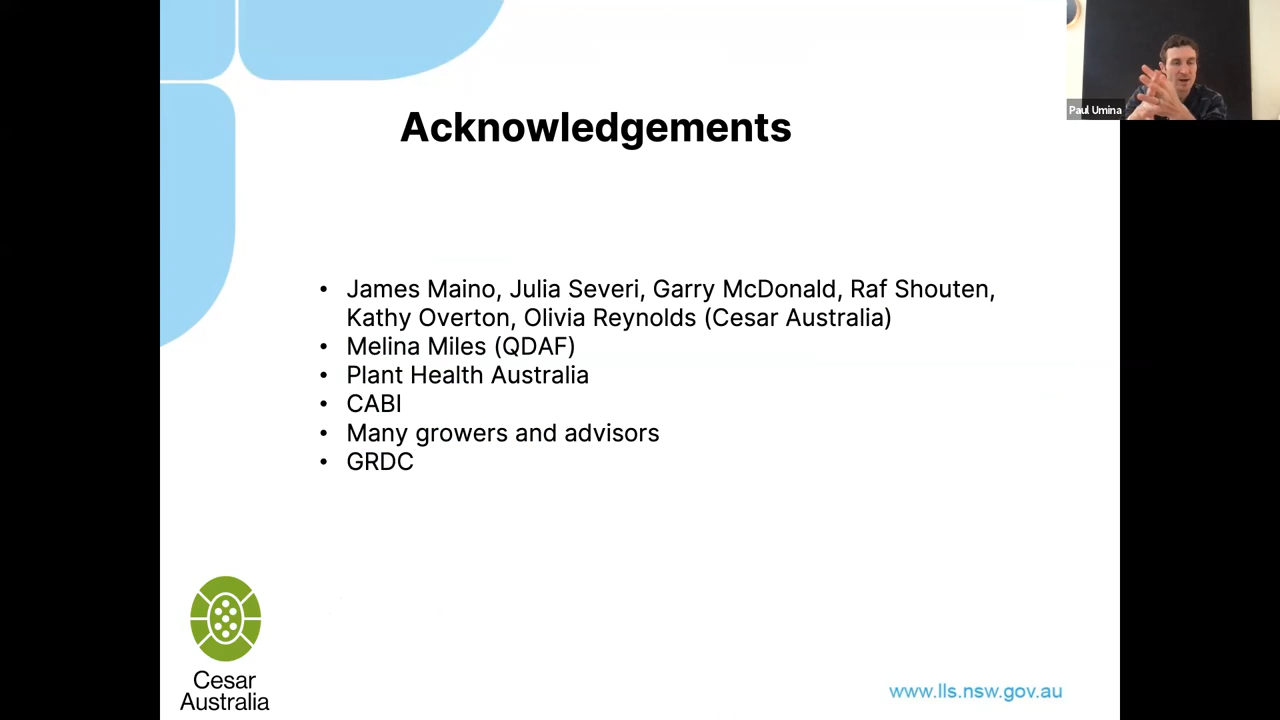 Acknowledgements
Paul Umina
• James Maino, Julia Severi, Garry McDonald, Raf Shouten,
Kathy Overton, Olivia Reynolds (Cesar Australia)
• Melina Miles (QDAF)
• Plant Health Australia
• CABI
• Many growers and advisors
• GRDC
Cesar
Australia
www.lls.nsw.gov.au